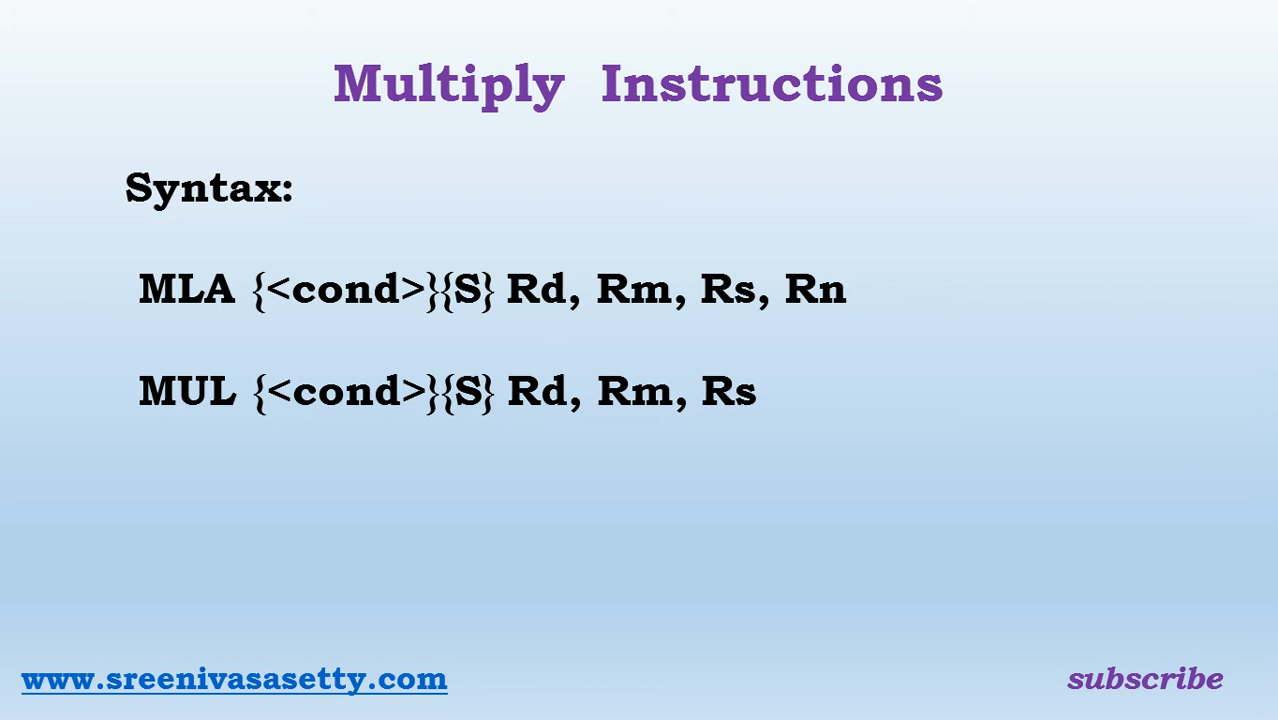 Multiply Instructions
Syntax:
MLA {<cond>}{S} Rd, Rm, Rs, Rn
MUL {<cond>}{S} Rd, Rm, Rs
www.sreenivasasetty.com
subscribe